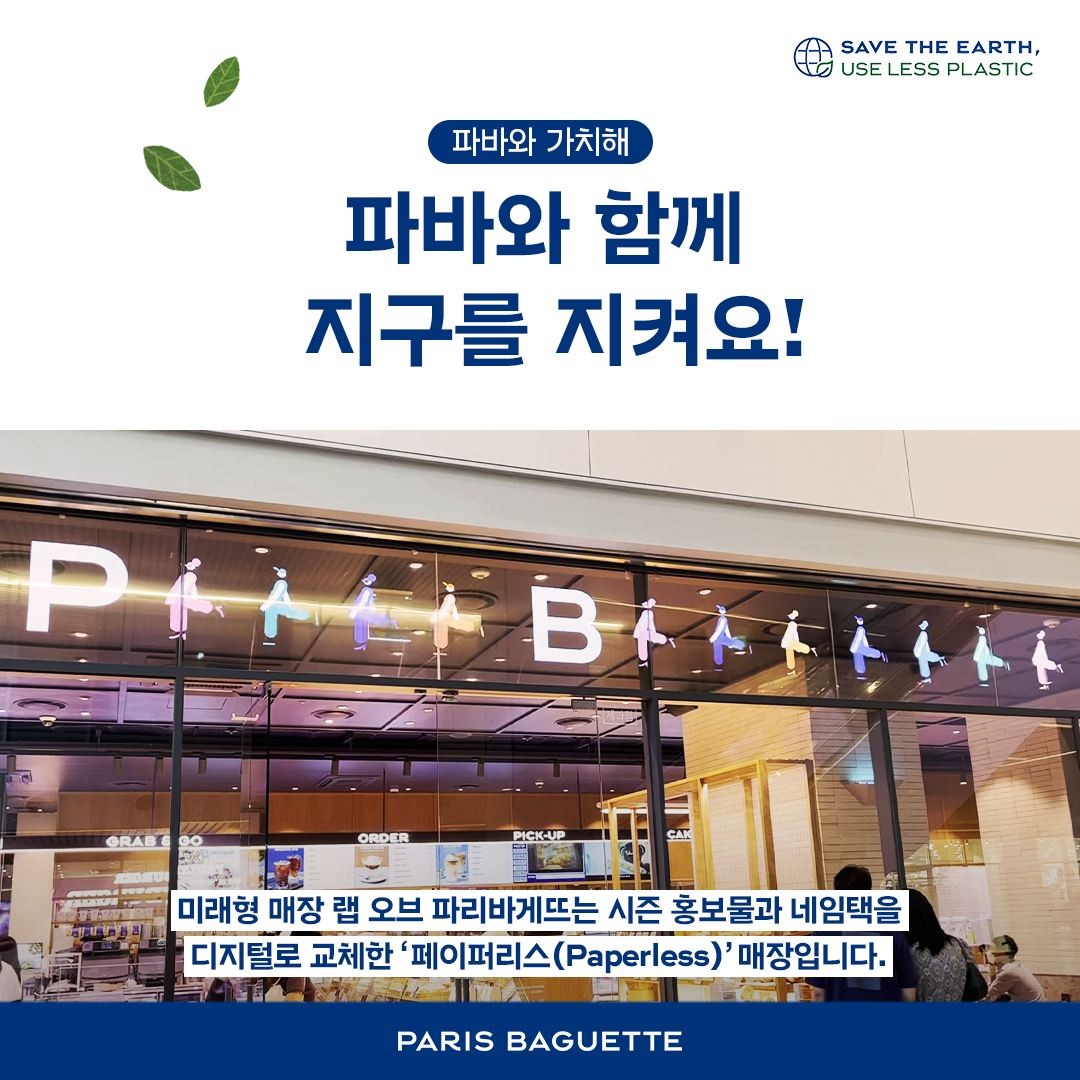 SAVE THE EARTH,
USE LESS PLASTIC
파바와 가치해
파바와 함께
지구를 지켜요!
P B
GRAB & GO
ORDER
PICK-UP
CAK
미래형 매장 랩 오브 파리바게뜨는 시즌 홍보물과 네임택을
디지털로 교체한 ‘페이퍼리스(Paperless)’ 매장입니다.
PARIS BAGUETTE